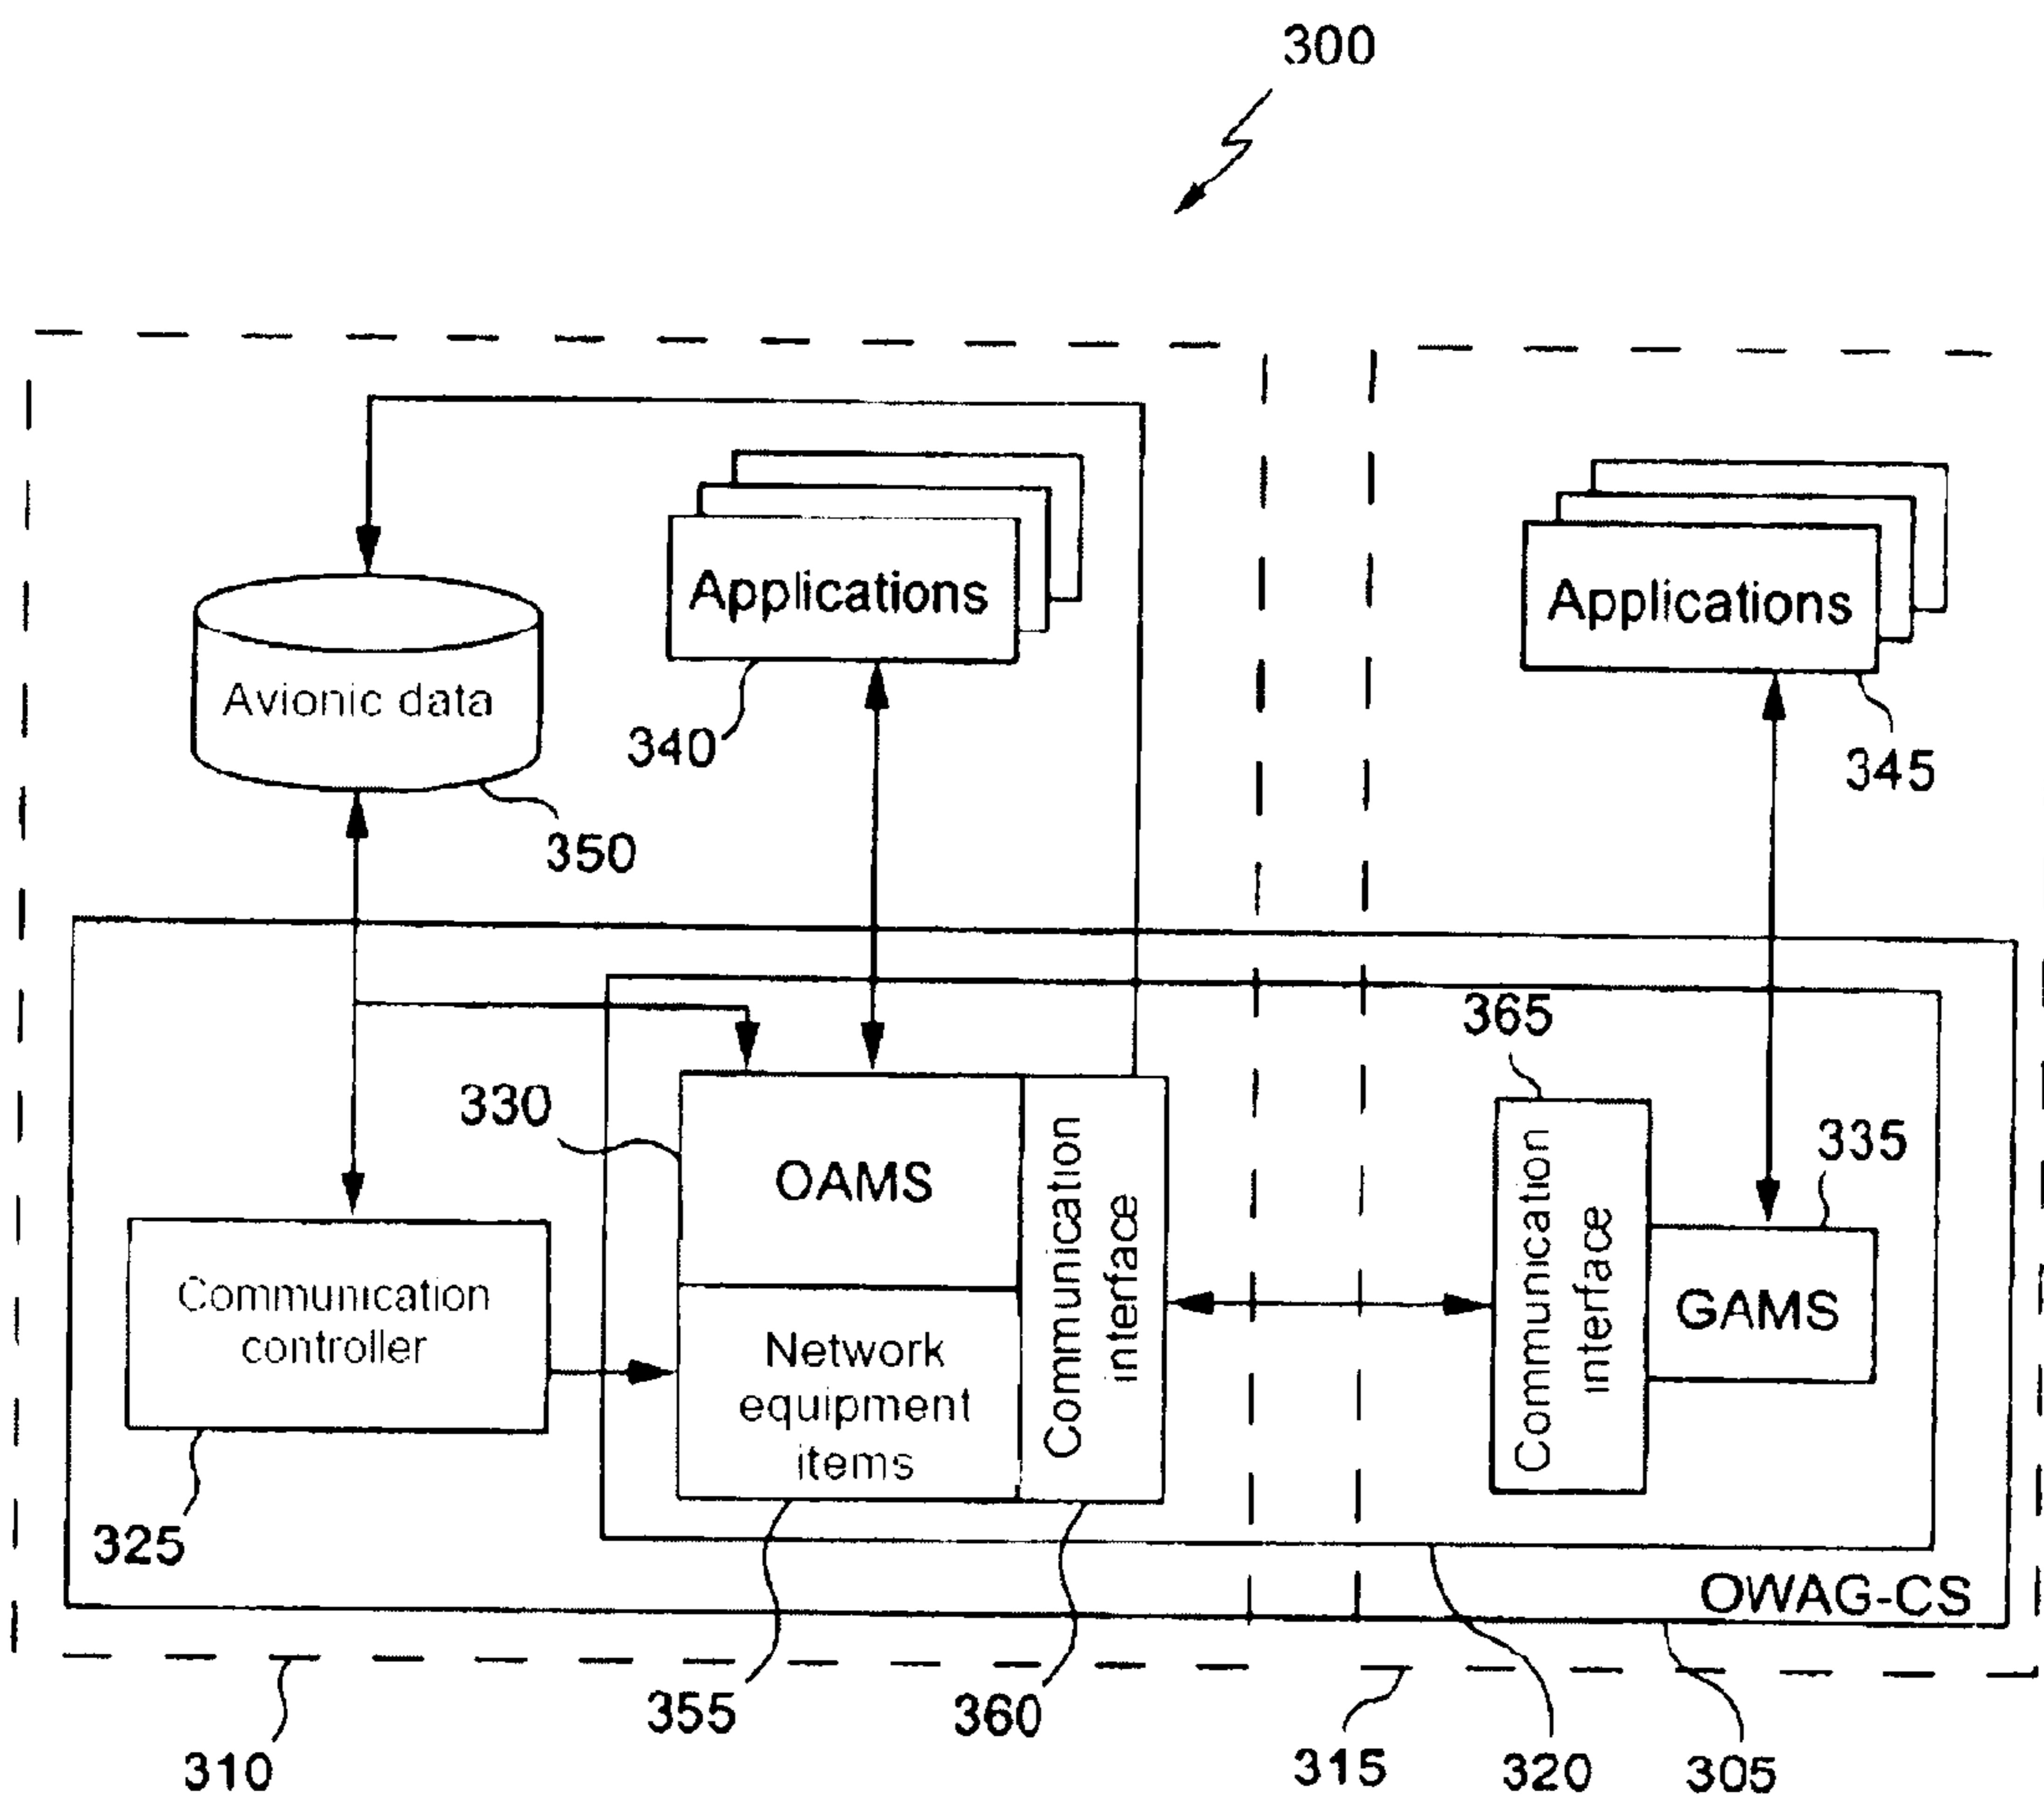 300
Applications
Applications
Avionic data
340
345
350
365
330
335
OAMS
Communication
interface
Communication
interface
GAMS
Communication
controller
Network
equipment
items
325
OWAG-CS
355
360
310
315
320
305